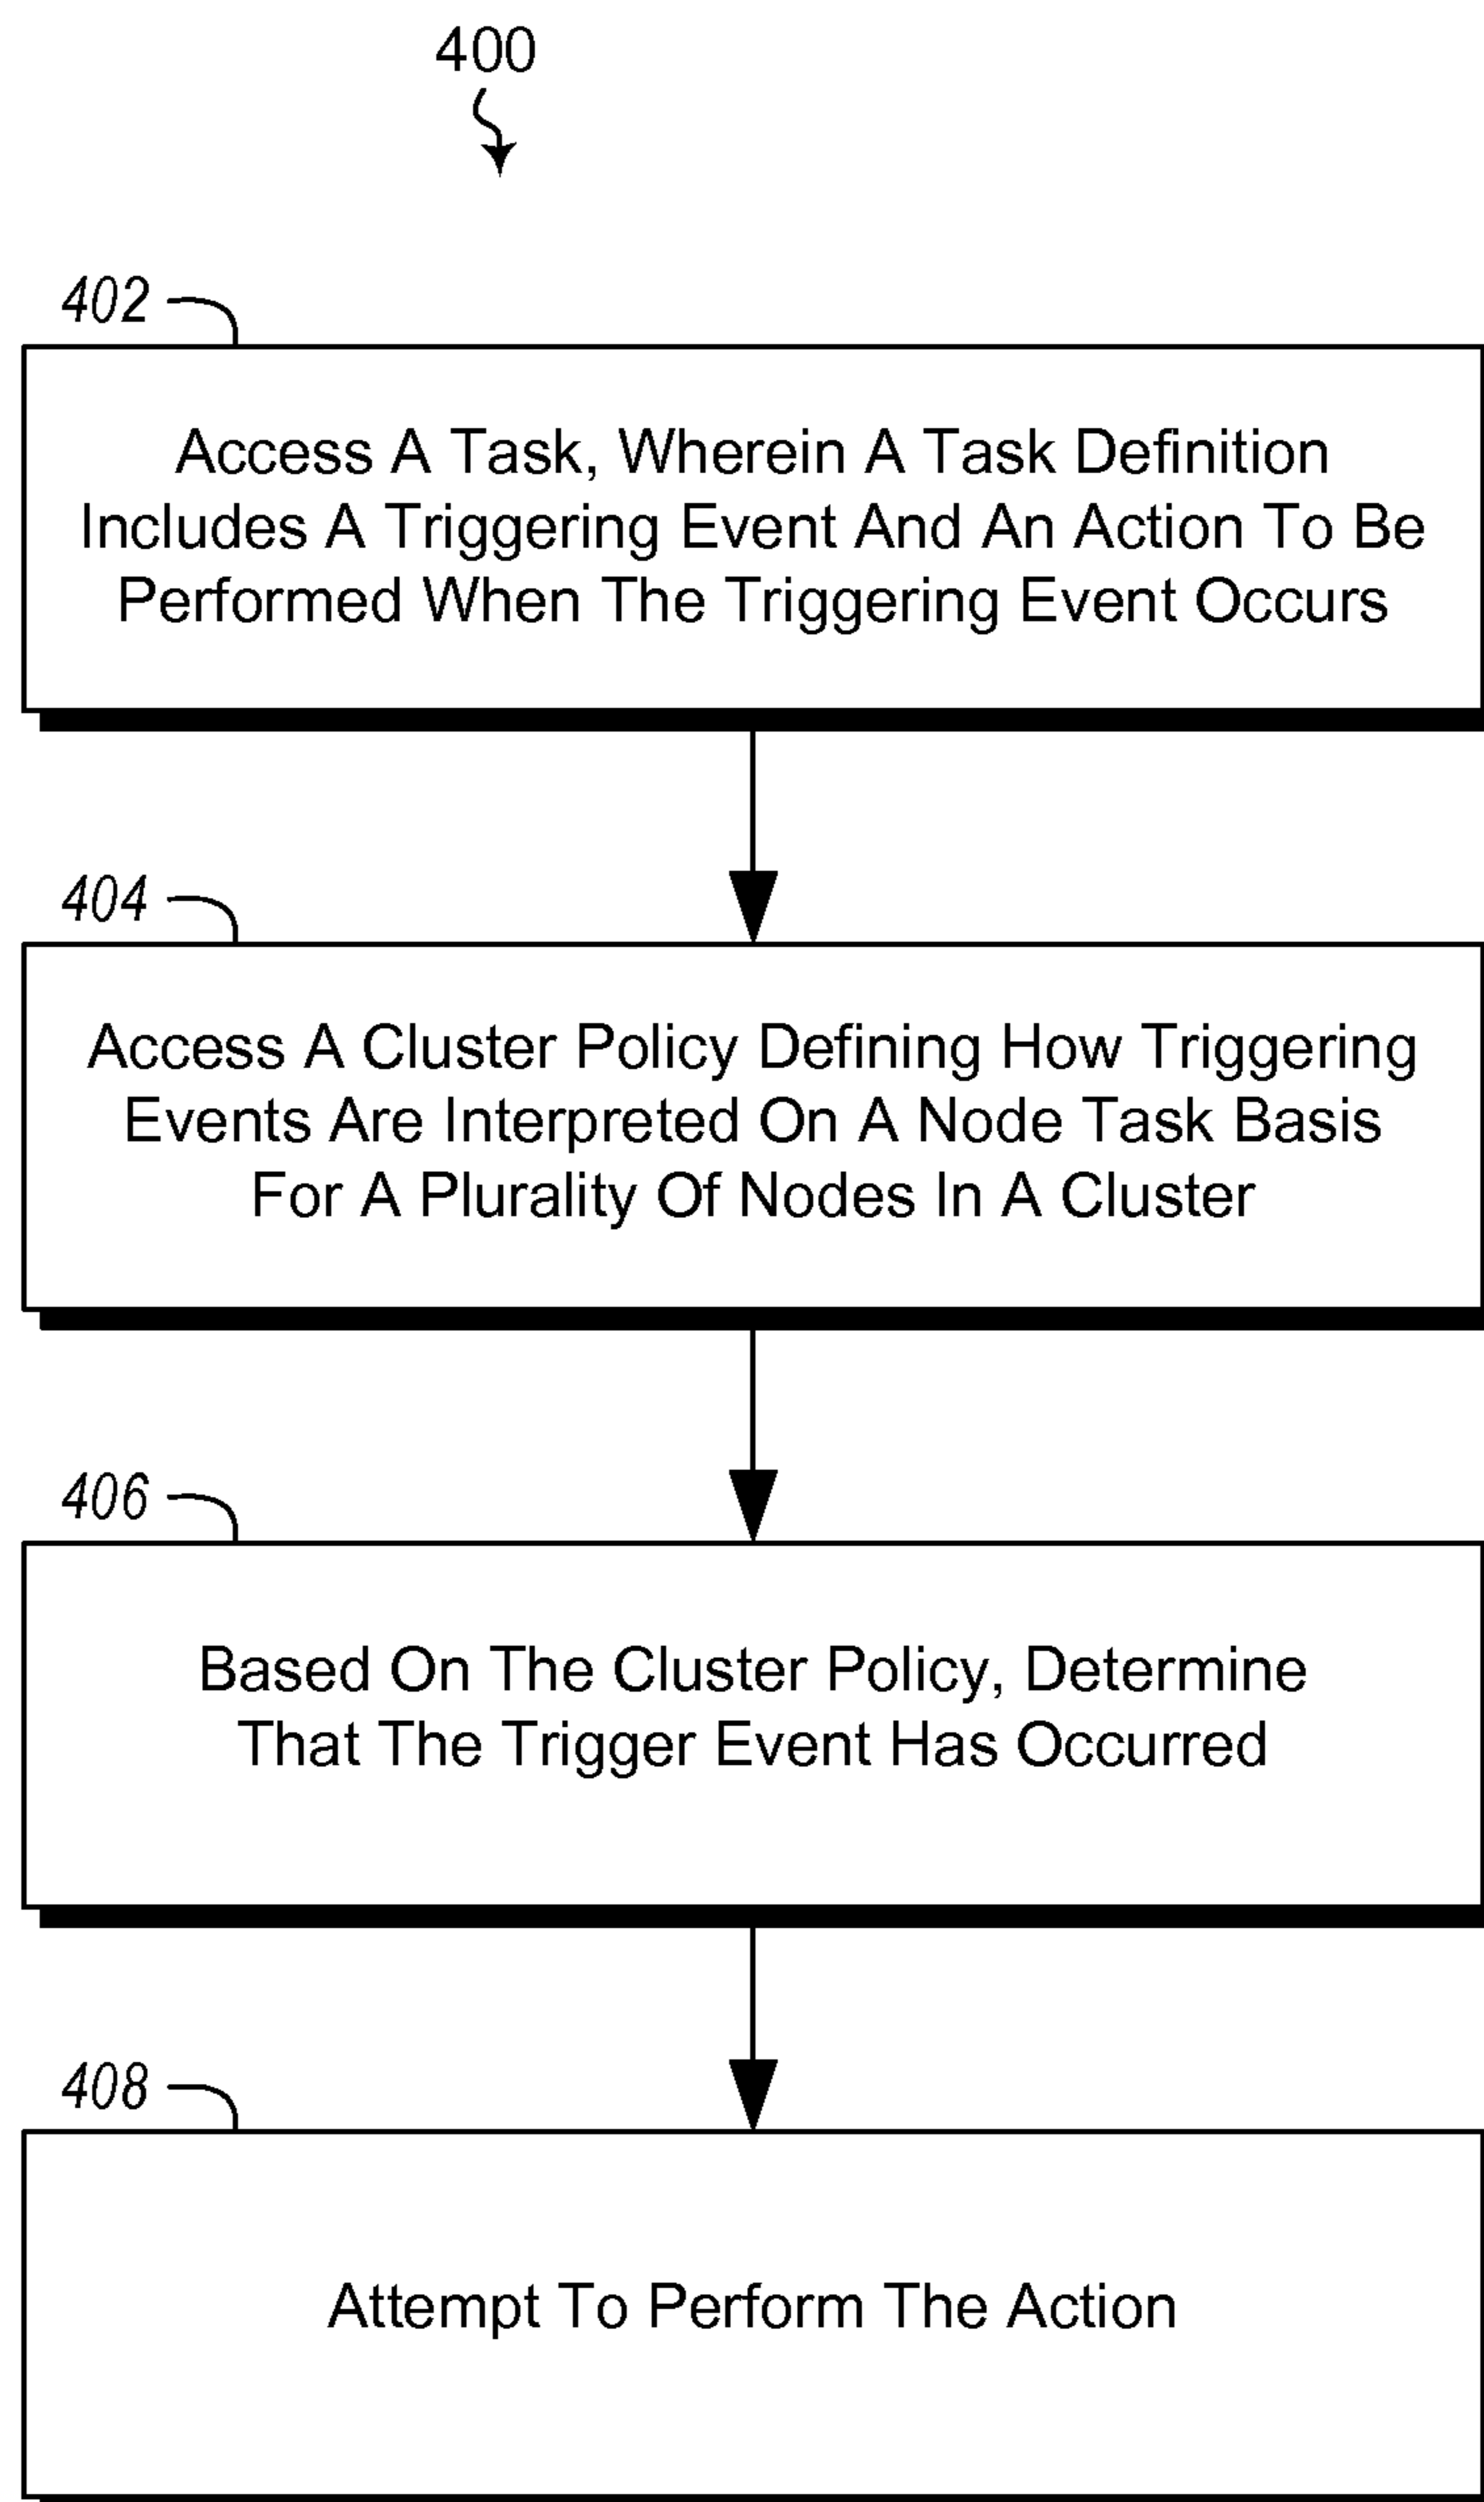 400
402
Access A Task, Wherein A Task Definition
Includes A Triggering Event And An Action To Be
Performed When The Triggering Event Occurs
404
Access A Cluster Policy Defining How Triggering
Events Are Interpreted On A Node Task Basis
For A Plurality Of Nodes In A Cluster
406
Based On The Cluster Policy, Determine
That The Trigger Event Has Occurred
408
Attempt To Perform The Action